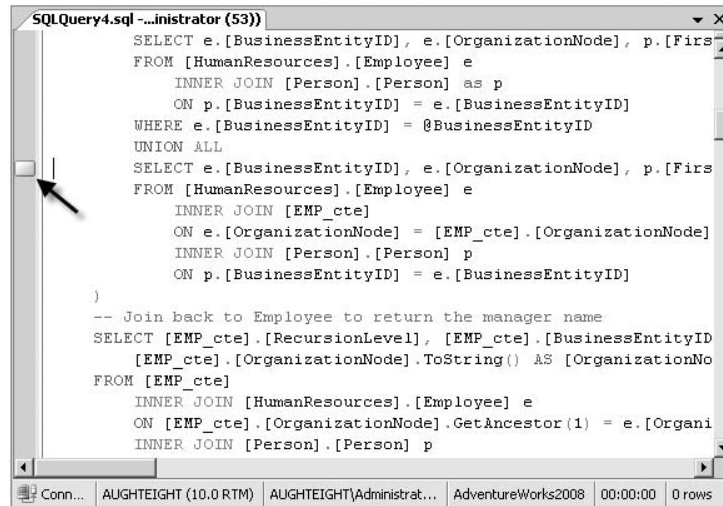 SQLQuery4.sql -...inistrator (53))
SELECT e.[BusinessEntityID], e.[OrganizationNode], p.[Firs
FROM [HumanResources].[Employee] e
INNER JOIN [Person].[Person] as p
ON p.[BusinessEntityID] = e.[BusinessEntityID]
WHERE e.[BusinessEntityID] = @BusinessEntityID
UNION ALL
SELECT e.[BusinessEntityID], e.[OrganizationNode], p.[Firs
FROM [HumanResources].[Employee] e
INNER JOIN [EMP_cte]
ON e.[OrganizationNode] = [EMP_cte].[OrganizationNode]
INNER JOIN [Person].[Person] p
ON p.[BusinessEntityID] = e.[BusinessEntityID]
)
-- Join back to Employee to return the manager name
SELECT [EMP_cte].[RecursionLevel], [EMP_cte].[BusinessEntityID
[EMP_cte].[OrganizationNode].ToString() AS [OrganizationNo
FROM [EMP_cte]
INNER JOIN [HumanResources].[Employee] e
ON [EMP_cte].[OrganizationNode].GetAncestor(1) = e.[Organi
INNER JOIN [Person].[Person] p
Conn... AUGHTEIGHT (10.0 RTM) AUGHTEIGHT\Administrat... AdventureWorks2008 00:00:00 0 rows